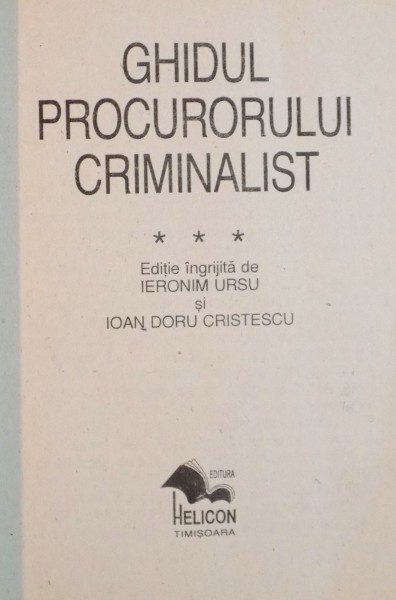 GHIDUL
PROCURORULUI
CRIMINALIST
* * *
Ediție îngrijită de
IERONIM URSU
și
IOAN DORU CRISTESCU
EDITURA
HELICON
TIMIȘOARA